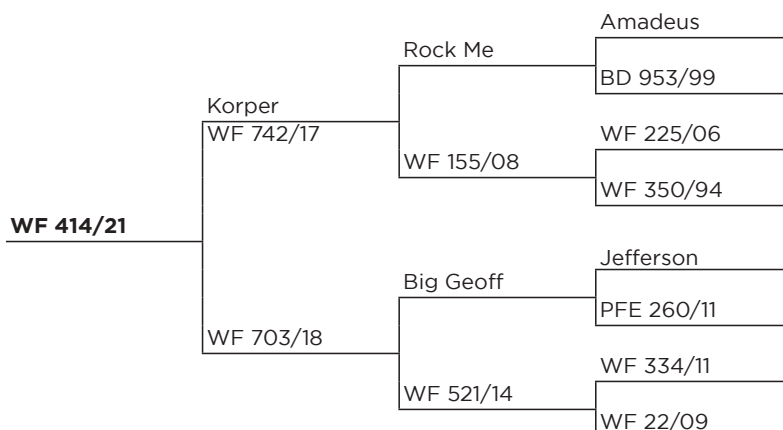 Amadeus
Rock Me
BD 953/99
Korper
WF 742/17
WF 225/06
WF 155/08
WF 350/94
WF 414/21
Jefferson
Big Geoff
PFE 260/11
WF 703/18
WF 334/11
WF 521/14
WF 22/09